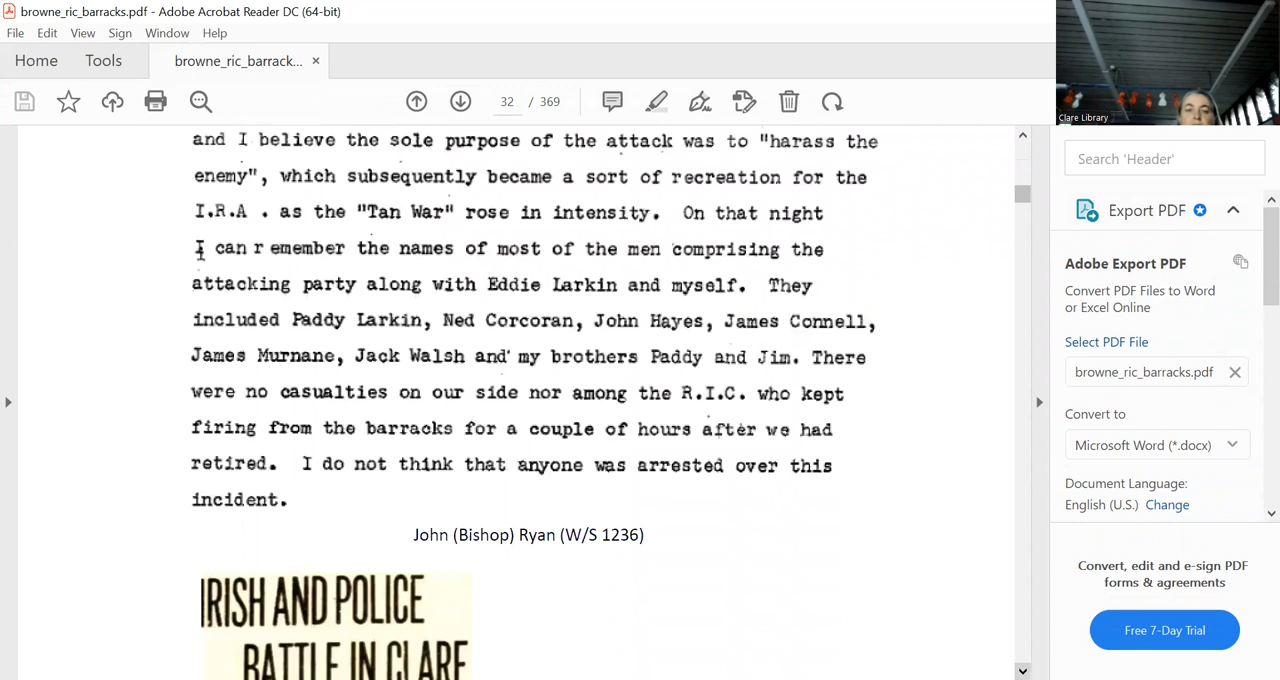 browne_ric_barracks.pdf - Adobe Acrobat Reader DC (64-bit)
File Edit View Sign Window Help
Home Tools browne_ric_barrack... ×
32 / 369
Clare Library
and I believe the sole purpose of the attack was to "harass the
enemy", which subsequently became a sort of recreation for the
I.R.A . as the "Tan War" rose in intensity. On that night
I can r emember the names of most of the men comprising the
attacking party along with Eddie Larkin and myself. They
included Paddy Larkin, Ned Corcoran, John Hayes, James Connell,
James Murnane, Jack Walsh and my brothers Paddy and Jim. There
were no casualties on our side nor among the R.I.C. who kept
firing from the barracks for a couple of hours after we had
retired. I do not think that anyone was arrested over this
incident.
John (Bishop) Ryan (W/S 1236)
IRISH AND POLICE
BATTLE IN CLARE
Search 'Header'
Export PDF
Adobe Export PDF
Convert PDF Files to Word
or Excel Online
Select PDF File
browne_ric_barracks.pdf
Convert to
Microsoft Word (*.docx)
Document Language:
English (U.S.) Change
Convert, edit and e-sign PDF
forms & agreements
Free 7-Day Trial